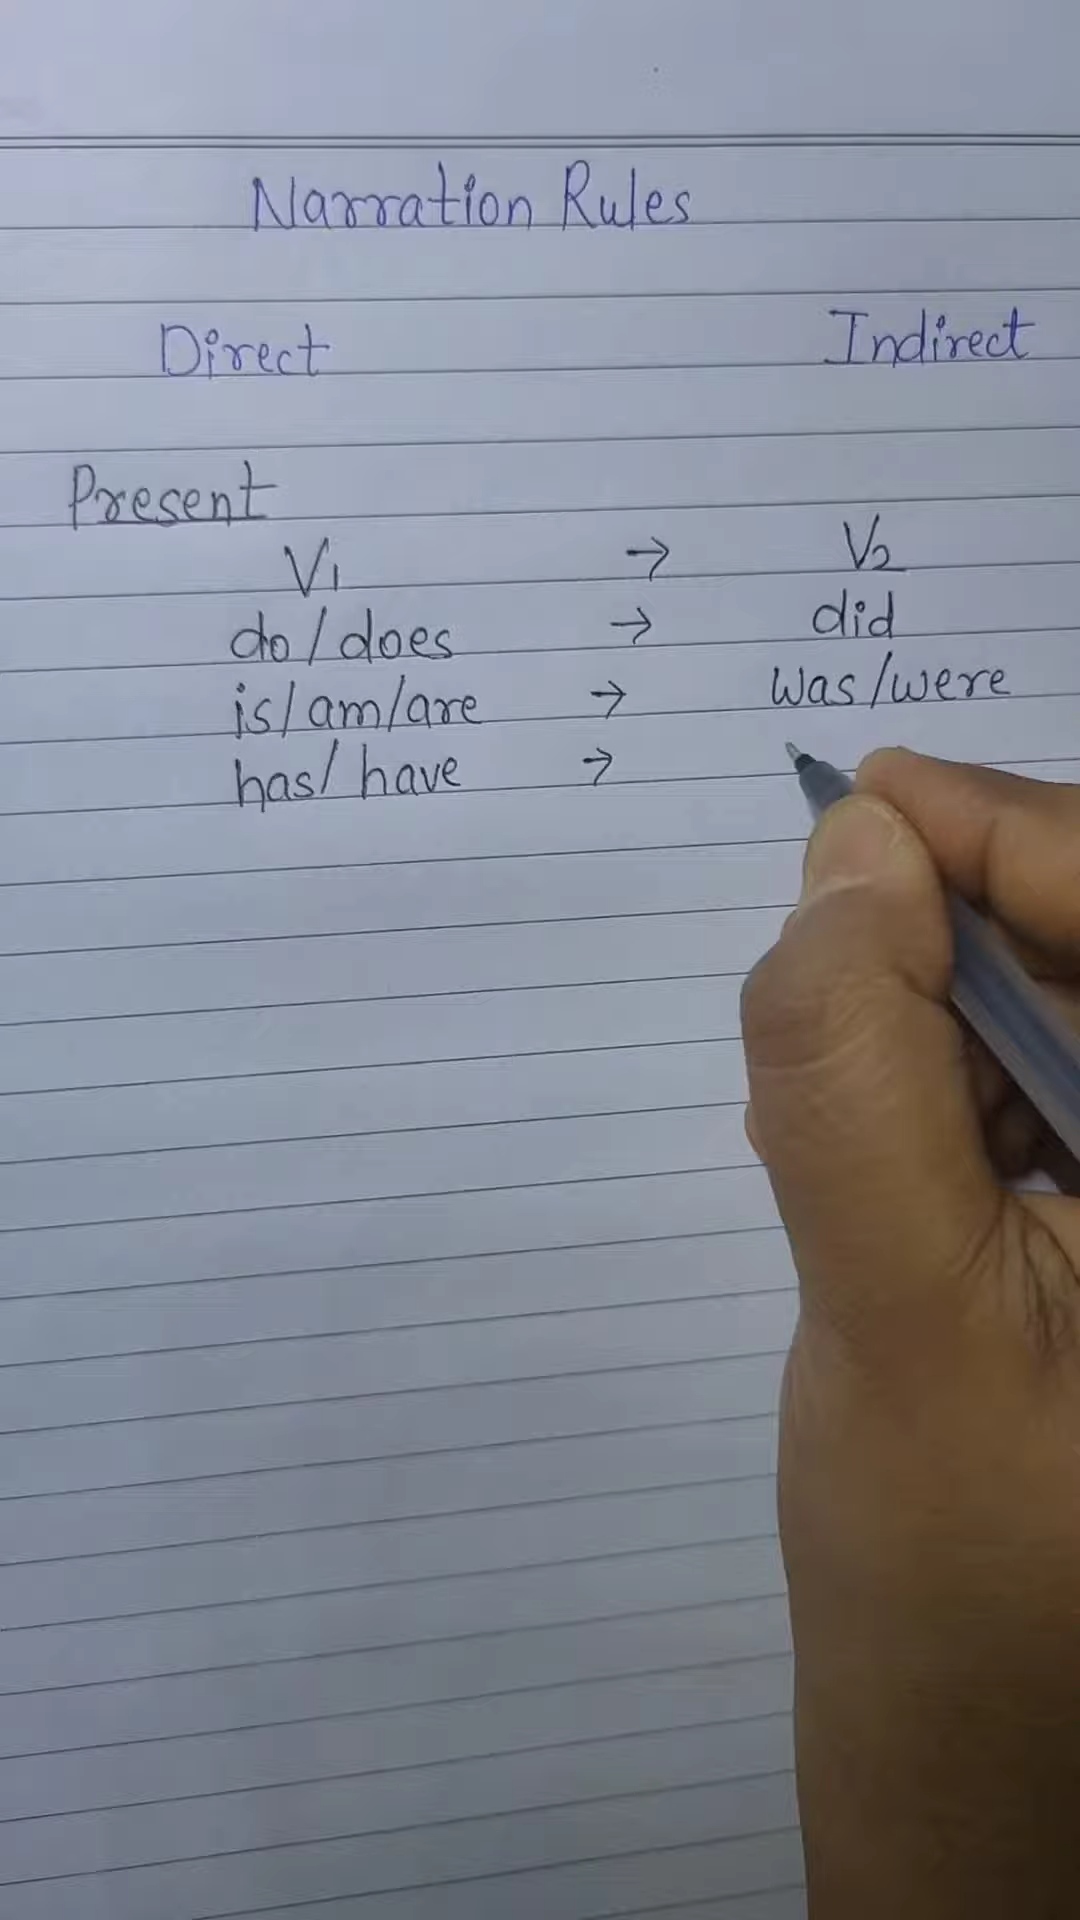 Narration Rules
Direct Indirect
Present
V1 → V2
do/does → did
is/am/are → was/were
has/have →